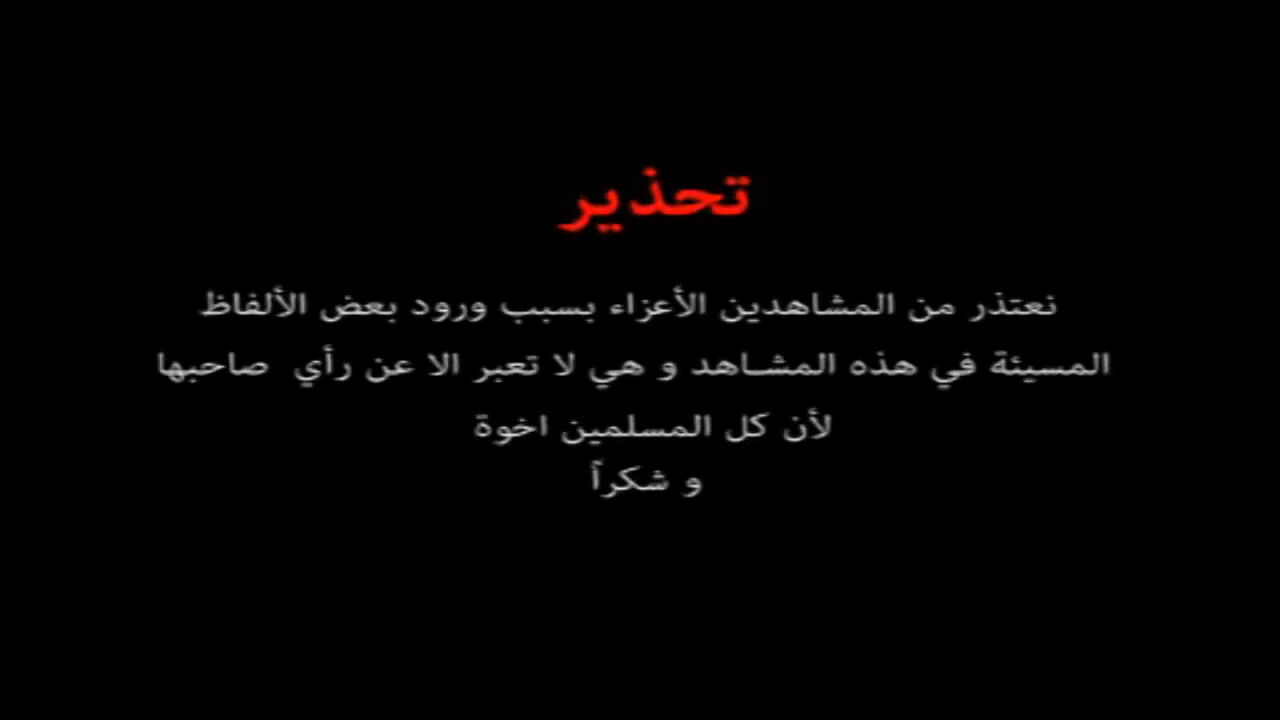 تحذير
نعتذر من المشاهدين الأعزاء بسبب ورود بعض الألفاظ
المسيئة في هذه المشـاهد و هي لا تعبر الا عن رأي صاحبها
لأن كل المسلمين اخوة
و شكراً